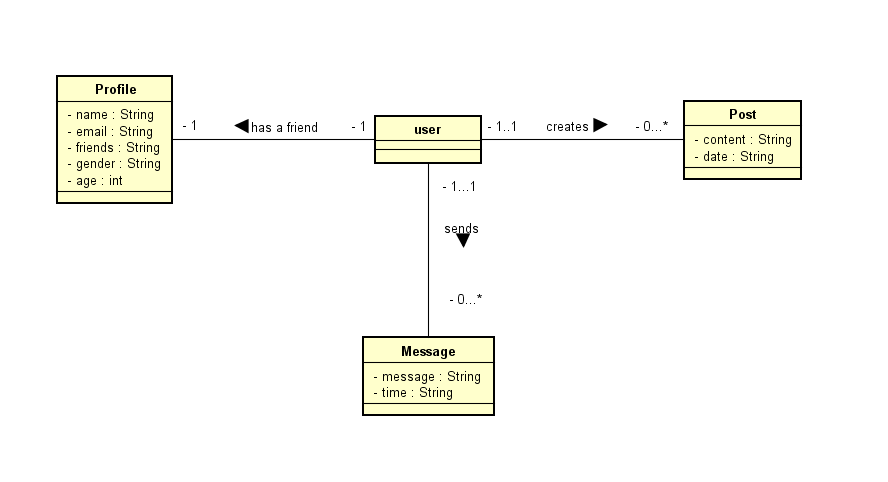 Profile
- name : String
- email : String
- friends : String
- gender : String
- age : int
- 1
has a friend
- 1
user
- 1..1
creates
- 0...*
Post
- content : String
- date : String
- 1...1
sends
- 0...*
Message
- message : String
- time : String